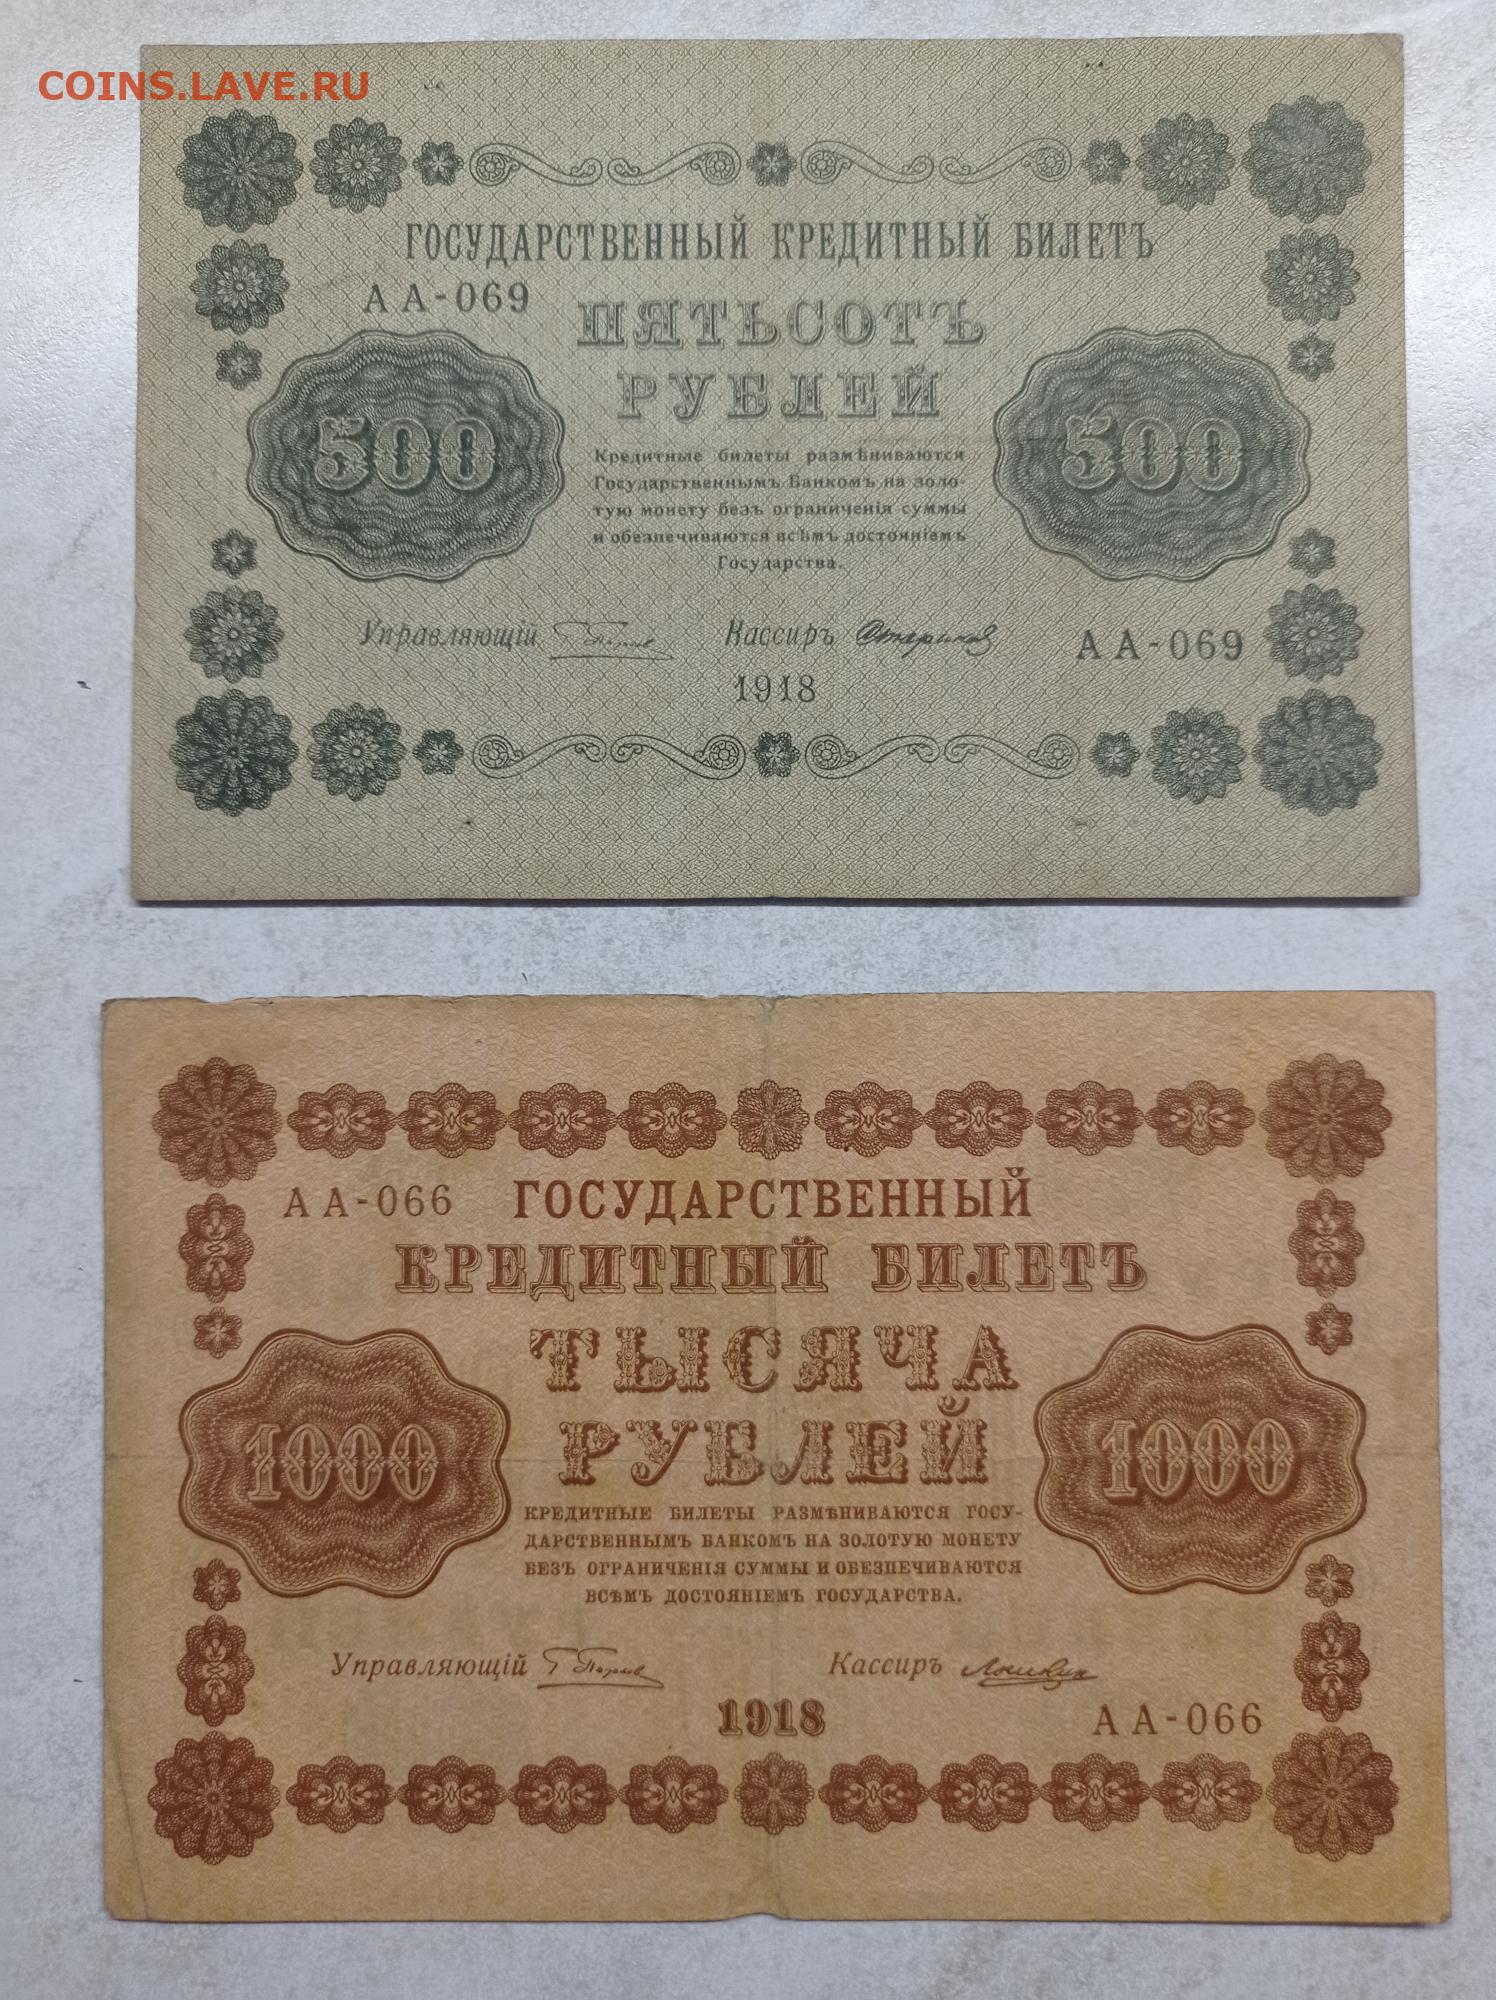 COINS.LAVE.RU
ГОСУДАРСТВЕННЫЙ КРЕДИТНЫЙ БИЛЕТЪ
АА-069
ПЯТЬСОТЪ
РУБЛЕЙ
500
500
Кредитные билеты размѣниваются
Государственнымъ Банкомъ на золо-
тую монету безъ ограниченія суммы
и обезпечиваются всѣмъ достояніемъ
Государства.
Управляющій
Кассиръ
АА-069
1918
АА-066
ГОСУДАРСТВЕННЫЙ
КРЕДИТНЫЙ БИЛЕТЪ
ТЫСЯЧА
РУБЛЕЙ
1000
1000
КРЕДИТНЫЕ БИЛЕТЫ РАЗМѢНИВАЮТСЯ ГОСУ-
ДАРСТВЕННЫМЪ БАНКОМЪ НА ЗОЛОТУЮ МОНЕТУ
БЕЗЪ ОГРАНИЧЕНІЯ СУММЫ И ОБЕЗПЕЧИВАЮТСЯ
ВСѢМЪ ДОСТОЯНІЕМЪ ГОСУДАРСТВА.
Управляющій
Кассиръ
1918
АА-066